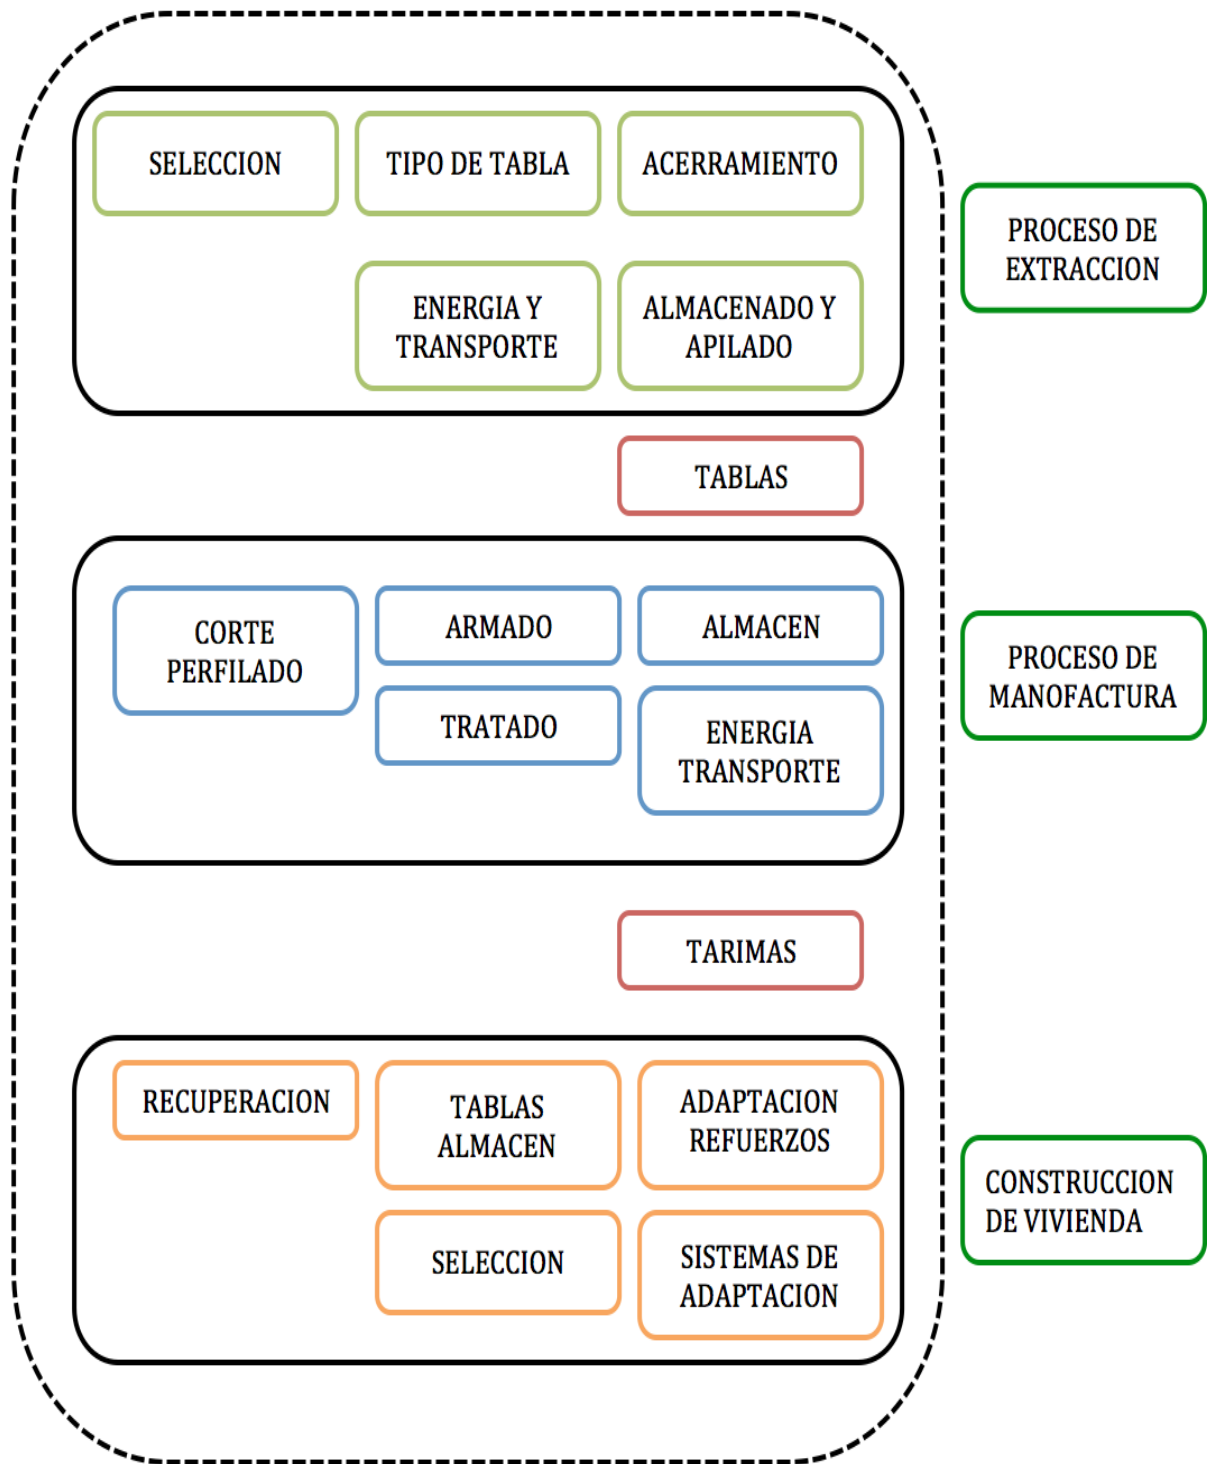 SELECCION
TIPO DE TABLA
ACERRAMIENTO
ENERGIA Y
TRANSPORTE
ALMACENADO Y
APILADO
PROCESO DE
EXTRACCION
TABLAS
CORTE
PERFILADO
ARMADO
ALMACEN
TRATADO
ENERGIA
TRANSPORTE
PROCESO DE
MANOFACTURA
TARIMAS
RECUPERACION
TABLAS
ALMACEN
ADAPTACION
REFUERZOS
SELECCION
SISTEMAS DE
ADAPTACION
CONSTRUCCION
DE VIVIENDA